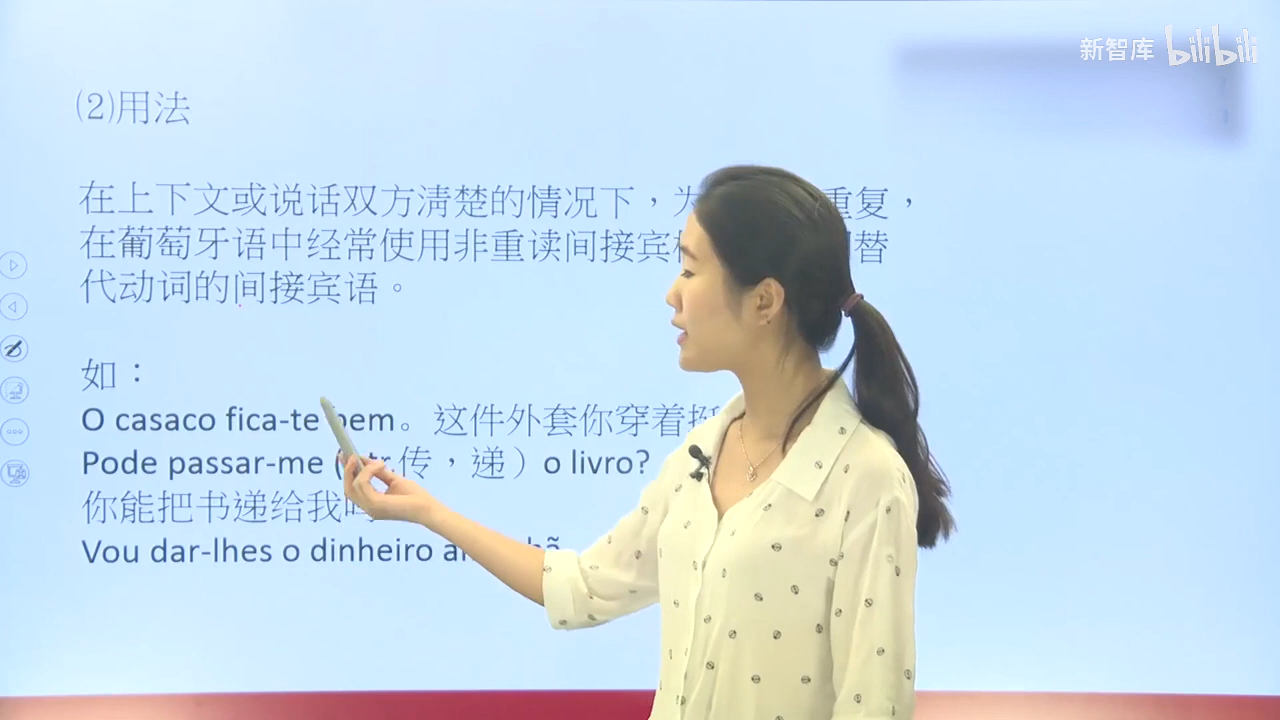 新智库 bilibili
(2)用法
在上下文或说话双方清楚的情况下，为 重复，
在葡萄牙语中经常使用非重读间接宾 替
代动词的间接宾语。
如：
O casaco fica-te bem。这件外套你穿着挺
Pode passar-me ( tr.传，递）o livro?
你能把书递给我吗
Vou dar-lhes o dinheiro